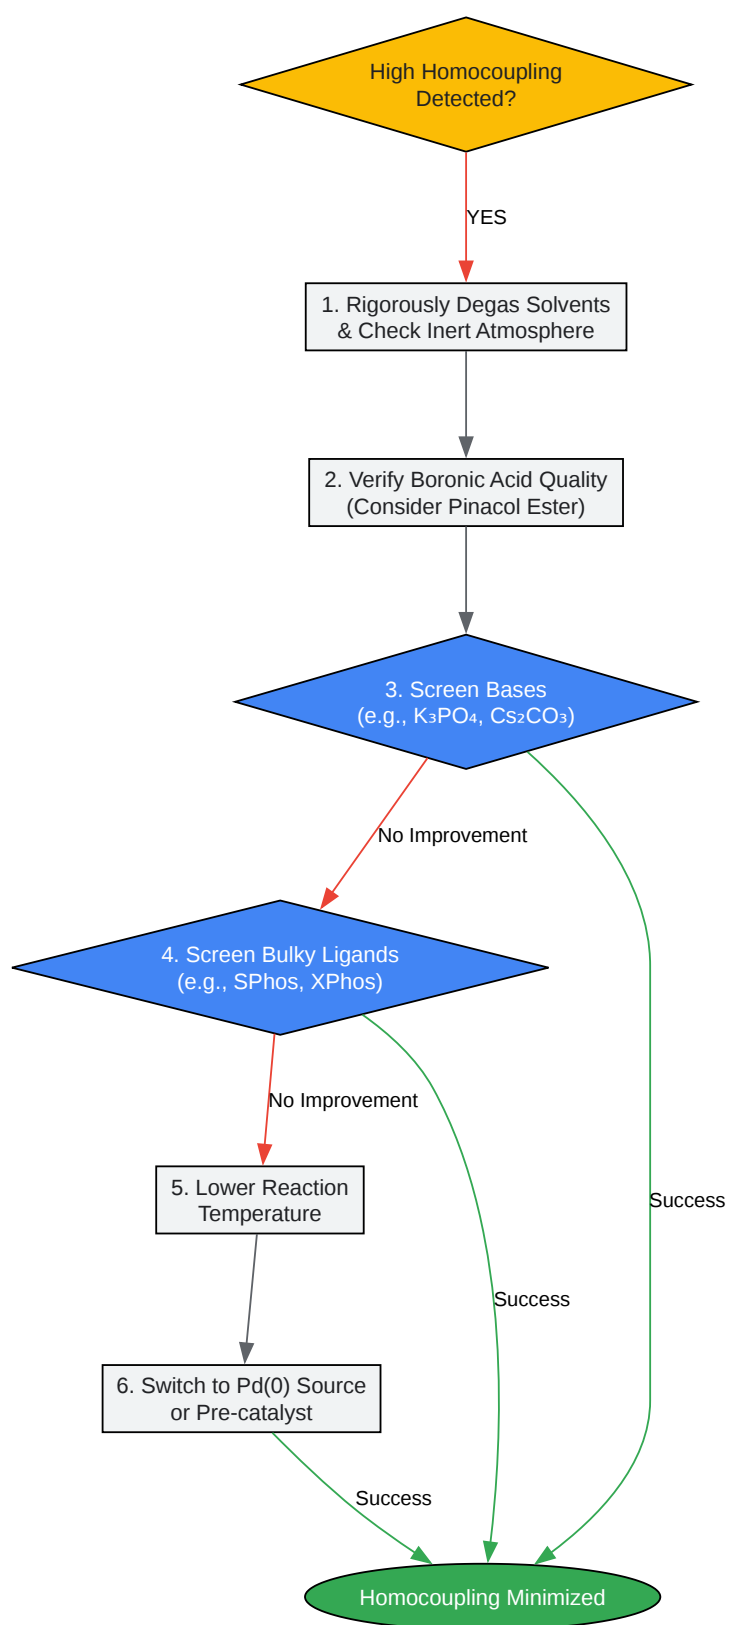 High Homocoupling
Detected?
YES
1. Rigorously Degas Solvents
& Check Inert Atmosphere
2. Verify Boronic Acid Quality
(Consider Pinacol Ester)
3. Screen Bases
(e.g., K₃PO₄, Cs₂CO₃)
No Improvement
4. Screen Bulky Ligands
(e.g., SPhos, XPhos)
No Improvement
5. Lower Reaction
Temperature
Success
Success
6. Switch to Pd(0) Source
or Pre-catalyst
Success
Homocoupling Minimized